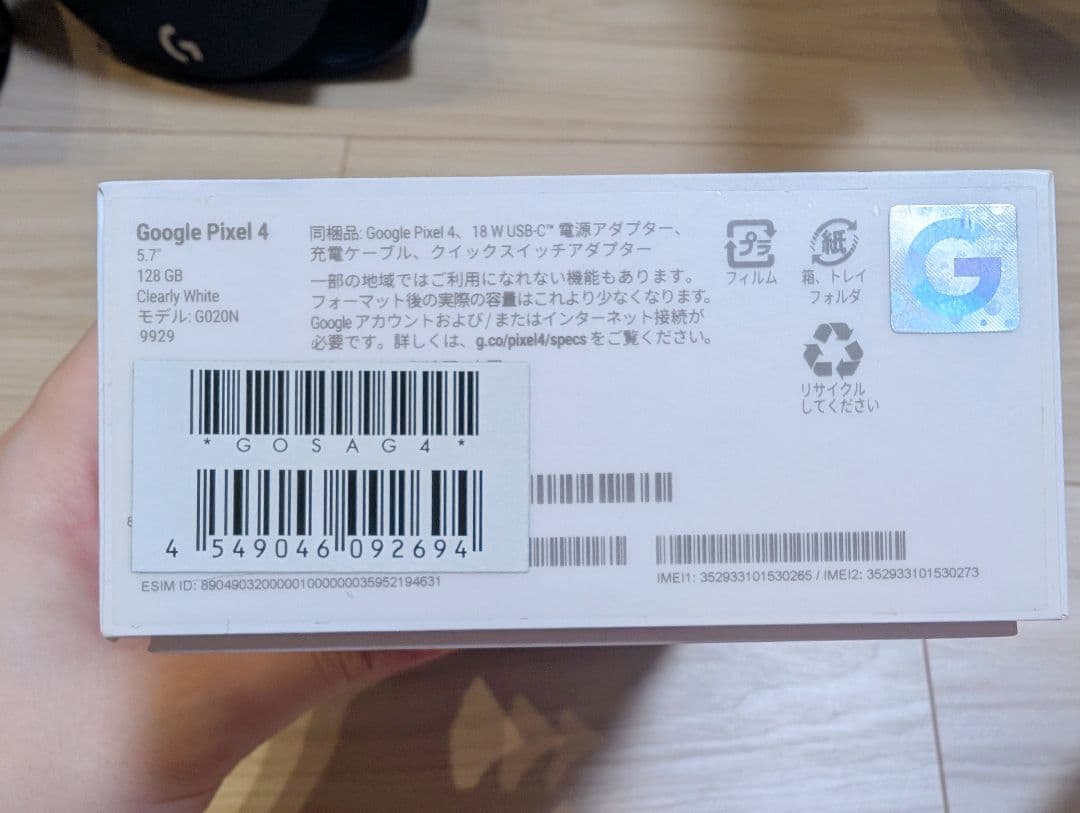 Google Pixel 4
5.7"
128 GB
Clearly White
モデル: G020N
9929
同梱品: Google Pixel 4、18 W USB-C™ 電源アダプター、
充電ケーブル、クイックスイッチアダプター
一部の地域ではご利用になれない機能もあります。
フォーマット後の実際の容量はこれより少なくなります。
Google アカウントおよび / またはインターネット接続が
必要です。詳しくは、g.co/pixel4/specs をご覧ください。
プラ
フィルム
紙
箱、トレイ
フォルダ
G
リサイクル
してください
*GOSAG4*
4 549046 092694
ESIM ID: 89049032000001000000035952194631
IMEI1: 352933101530265 / IMEI2: 352933101530273